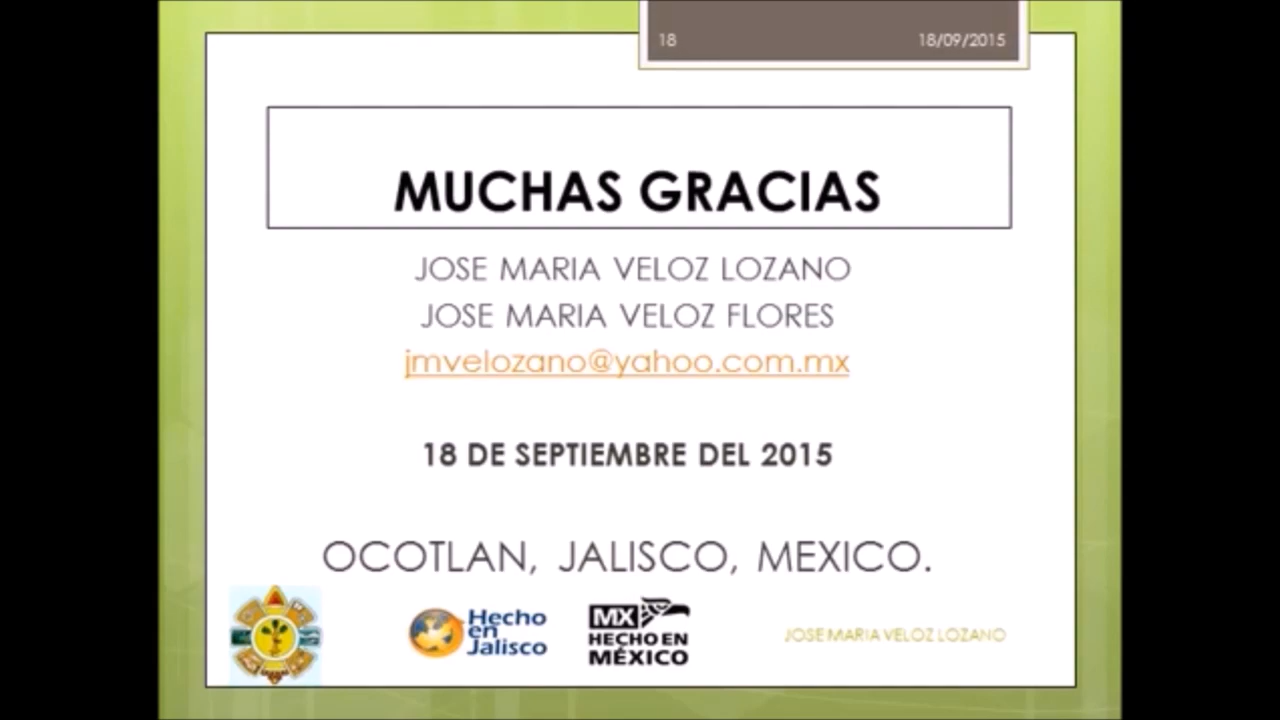 18 18/09/2015
MUCHAS GRACIAS
JOSE MARIA VELOZ LOZANO
JOSE MARIA VELOZ FLORES
jmvelozano@yahoo.com.mx
18 DE SEPTIEMBRE DEL 2015
OCOTLAN, JALISCO, MEXICO.
Hecho
en
Jalisco
MX
HECHO EN
MÉXICO
JOSE MARIA VELOZ LOZANO